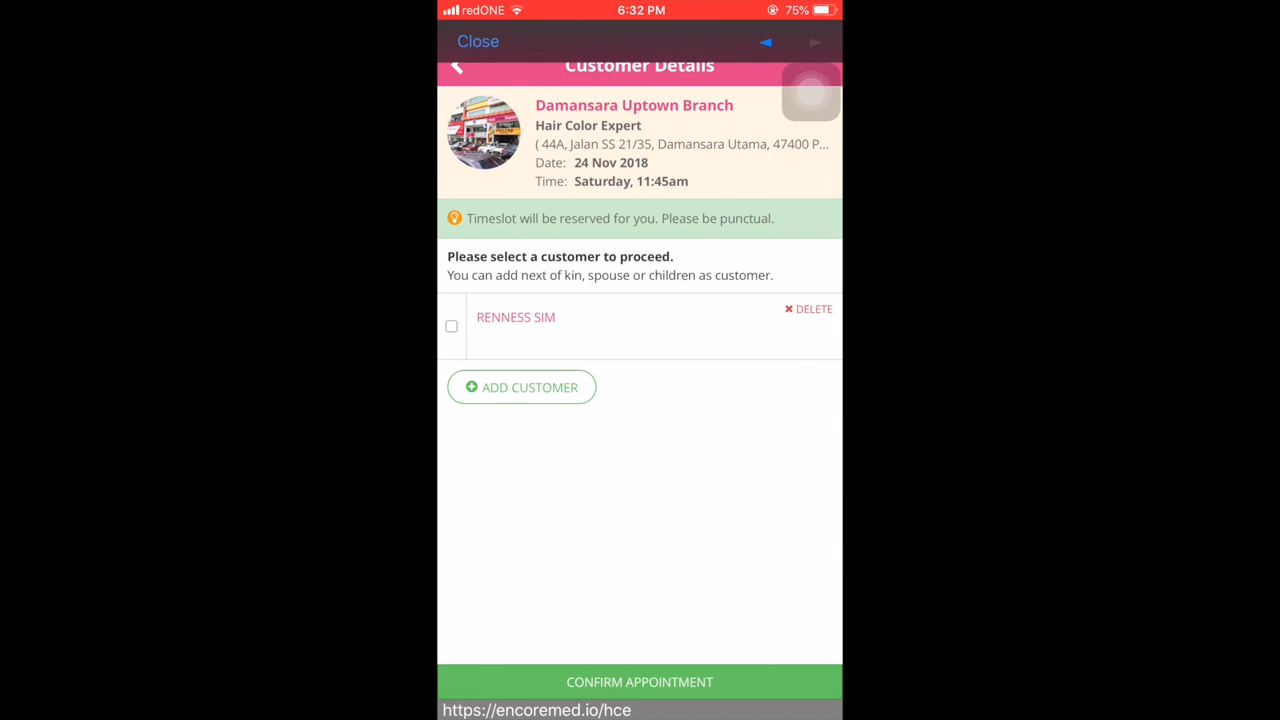 redONE 6:32 PM 75%
Close
Customer Details
Damansara Uptown Branch
Hair Color Expert
( 44A, Jalan SS 21/35, Damansara Utama, 47400 P...
Date: 24 Nov 2018
Time: Saturday, 11:45am
Timeslot will be reserved for you. Please be punctual.
Please select a customer to proceed.
You can add next of kin, spouse or children as customer.
RENNESS SIM
DELETE
ADD CUSTOMER
CONFIRM APPOINTMENT
https://encoremed.io/hce